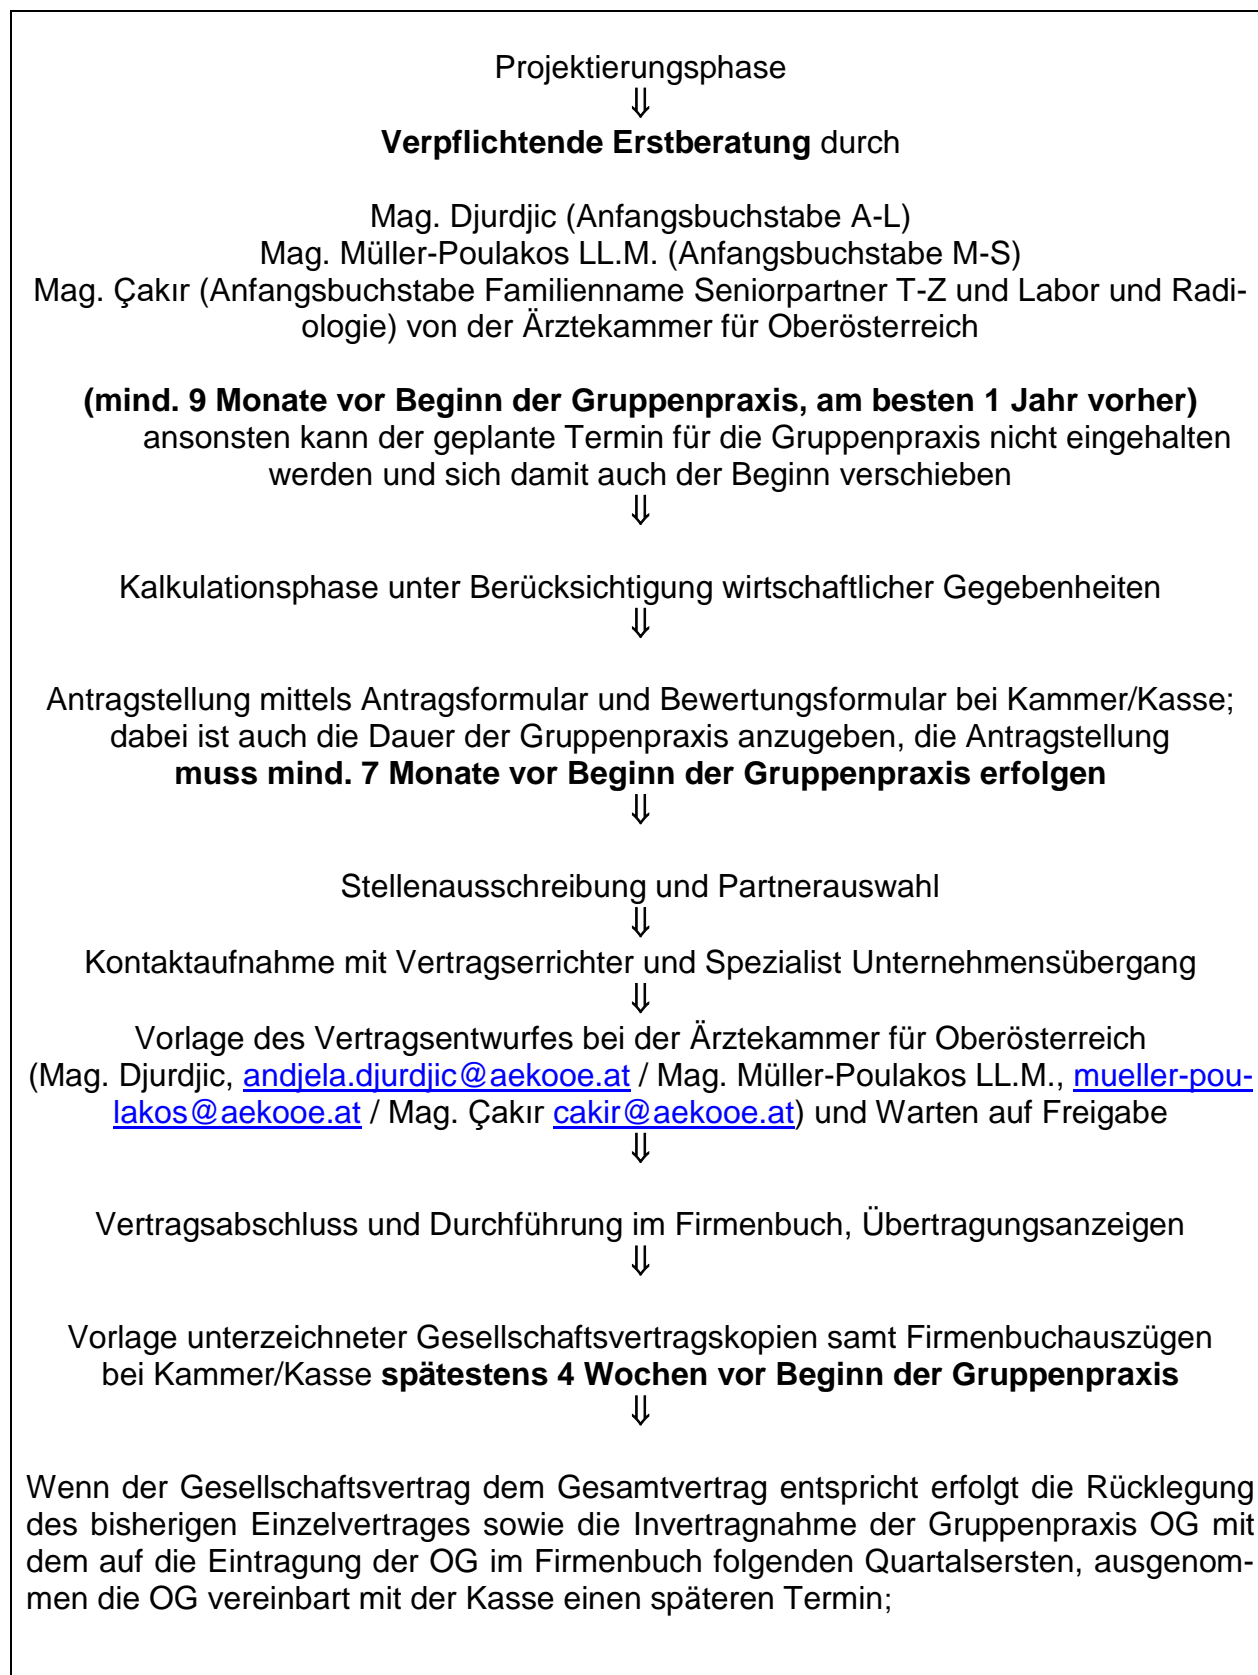 Projektierungsphase
⇓
Verpflichtende Erstberatung durch
Mag. Djurdjic (Anfangsbuchstabe A-L)
Mag. Müller-Poulakos LL.M. (Anfangsbuchstabe M-S)
Mag. Çakır (Anfangsbuchstabe Familienname Seniorpartner T-Z und Labor und Radi-
ologie) von der Ärztekammer für Oberösterreich
(mind. 9 Monate vor Beginn der Gruppenpraxis, am besten 1 Jahr vorher)
ansonsten kann der geplante Termin für die Gruppenpraxis nicht eingehalten
werden und sich damit auch der Beginn verschieben
⇓
Kalkulationsphase unter Berücksichtigung wirtschaftlicher Gegebenheiten
⇓
Antragstellung mittels Antragsformular und Bewertungsformular bei Kammer/Kasse;
dabei ist auch die Dauer der Gruppenpraxis anzugeben, die Antragstellung
muss mind. 7 Monate vor Beginn der Gruppenpraxis erfolgen
⇓
Stellenausschreibung und Partnerauswahl
⇓
Kontaktaufnahme mit Vertragserrichter und Spezialist Unternehmensübergang
⇓
Vorlage des Vertragsentwurfes bei der Ärztekammer für Oberösterreich
(Mag. Djurdjic, andjela.djurdjic@aekooe.at / Mag. Müller-Poulakos LL.M., mueller-pou-
lakos@aekooe.at / Mag. Çakır cakir@aekooe.at) und Warten auf Freigabe
⇓
Vertragsabschluss und Durchführung im Firmenbuch, Übertragungsanzeigen
⇓
Vorlage unterzeichneter Gesellschaftsvertragskopien samt Firmenbuchauszügen
bei Kammer/Kasse spätestens 4 Wochen vor Beginn der Gruppenpraxis
⇓
Wenn der Gesellschaftsvertrag dem Gesamtvertrag entspricht erfolgt die Rücklegung
des bisherigen Einzelvertrages sowie die Invertragnahme der Gruppenpraxis OG mit
dem auf die Eintragung der OG im Firmenbuch folgenden Quartalsersten, ausgenom-
men die OG vereinbart mit der Kasse einen späteren Termin;